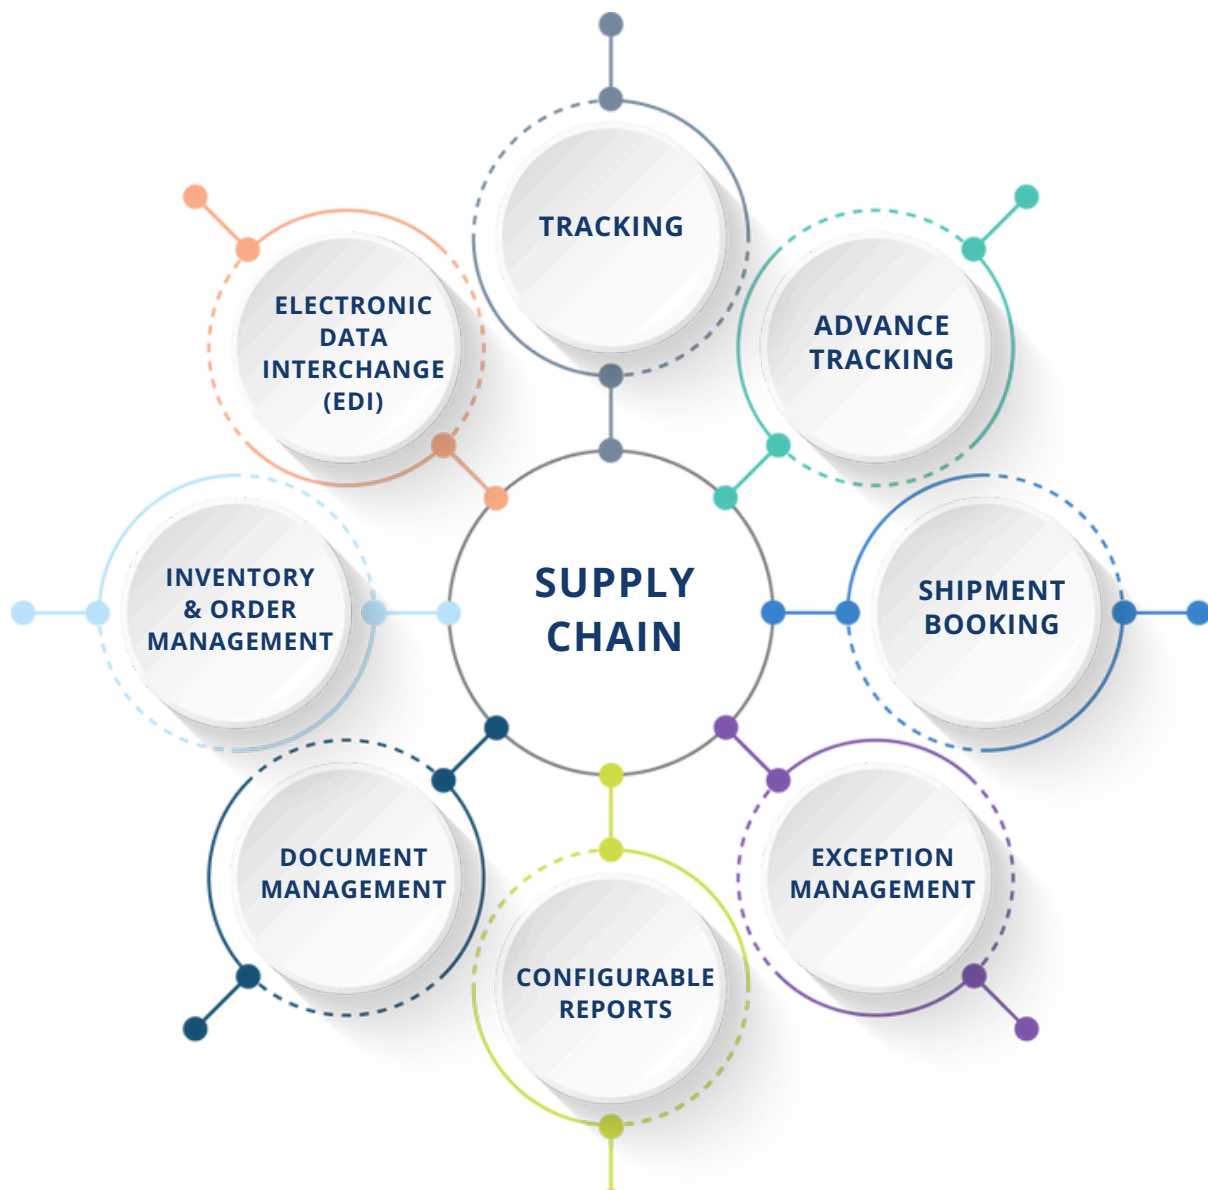 TRACKING
ADVANCE
TRACKING
SHIPMENT
BOOKING
EXCEPTION
MANAGEMENT
CONFIGURABLE
REPORTS
DOCUMENT
MANAGEMENT
INVENTORY
& ORDER
MANAGEMENT
ELECTRONIC
DATA
INTERCHANGE
(EDI)
SUPPLY
CHAIN